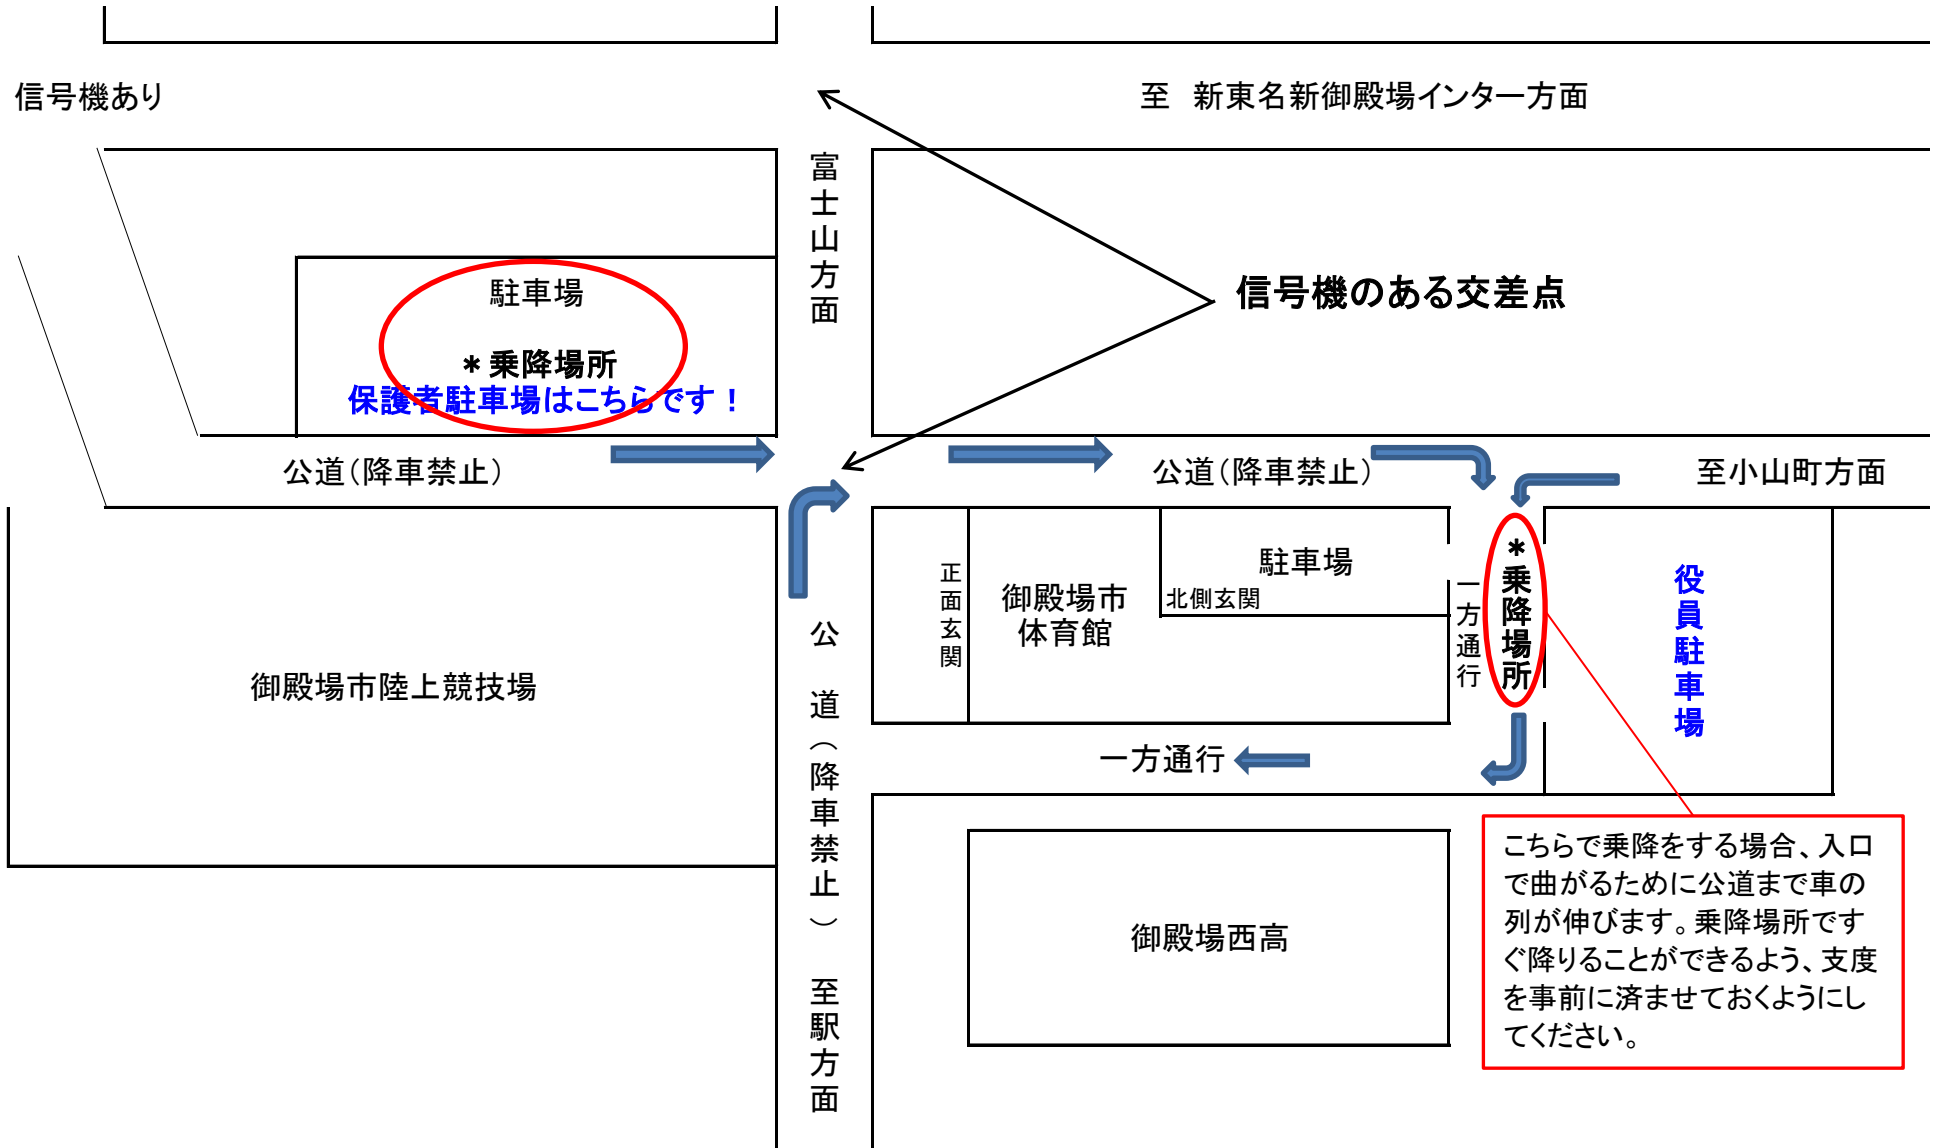 信号機あり
至　新東名新御殿場インター方面
富士山方面
駐車場
＊乗降場所
保護者駐車場はこちらです！
信号機のある交差点
公道（降車禁止）
公道（降車禁止）
至小山町方面
正面玄関
御殿場市
体育館
駐車場
北側玄関
一方通行
＊乗降場所
役員駐車場
御殿場市陸上競技場
公　道（降車禁止）　至駅方面
一方通行
御殿場西高
こちらで乗降をする場合、入口
で曲がるために公道まで車の
列が伸びます。乗降場所です
ぐ降りることができるよう、支度
を事前に済ませておくようにし
てください。